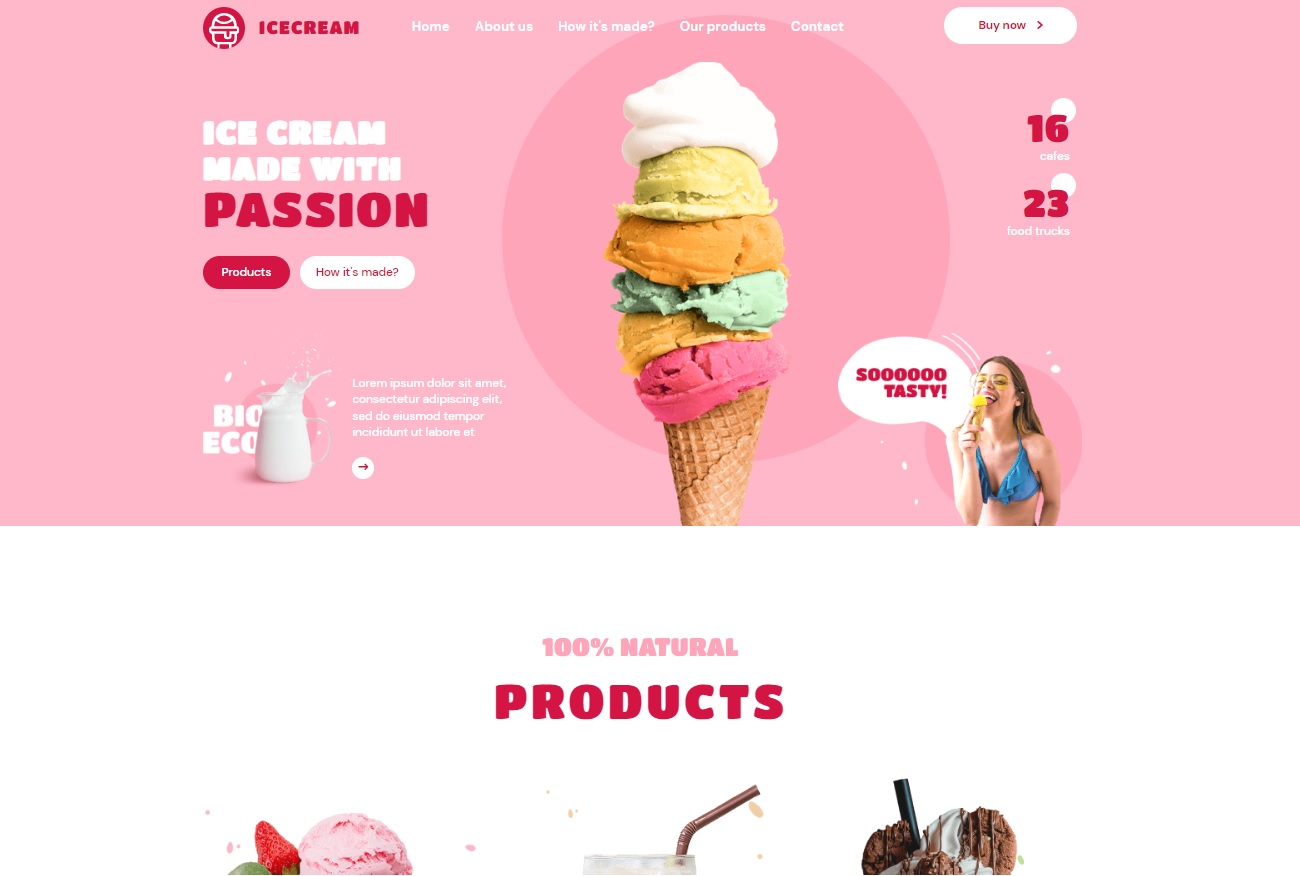 ICECREAM
Home
About us
How it's made?
Our products
Contact
Buy now
ICE CREAM
MADE WITH
PASSION
Products
How it's made?
16
cafes
23
food trucks
BIO
ECO
Lorem ipsum dolor sit amet,
consectetur adipiscing elit,
sed do eiusmod tempor
incididunt ut labore et
SOOOOOO
TASTY!
100% NATURAL
PRODUCTS